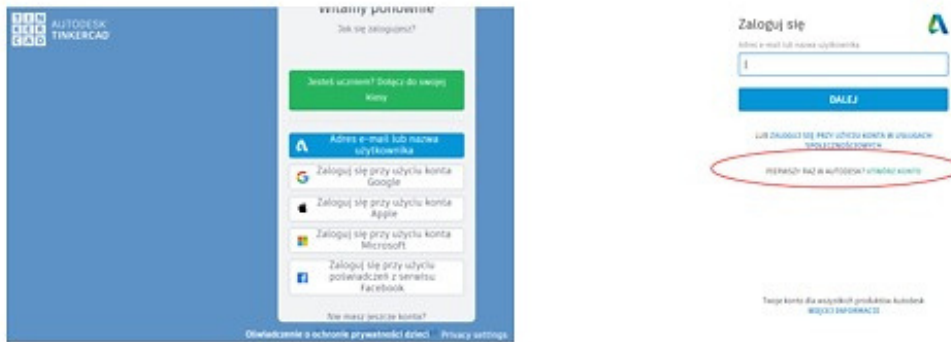 TIN
KER
CAD
AUTODESK
TINKERCAD
Witamy ponownie
Jak się zalogujesz?
Jesteś uczniem? Dołącz do swojej
klasy
Adres e-mail lub nazwa
użytkownika
Zaloguj się przy użyciu konta
Google
Zaloguj się przy użyciu konta
Apple
Zaloguj się przy użyciu konta
Microsoft
Zaloguj się przy użyciu
poświadczeń z serwisu
Facebook
Nie masz jeszcze konta?
Oświadczenie o ochronie prywatności dzieci Privacy settings
Zaloguj się
Adres e-mail lub nazwa użytkownika
DALEJ
LUB ZALOGUJ SIĘ PRZY UŻYCIU KONTA W USŁUGACH
SPOŁECZNOŚCIOWYCH
PIERWSZY RAZ W AUTODESK? UTWÓRZ KONTO
Twoje konto dla wszystkich produktów Autodesk
WIĘCEJ INFORMACJI